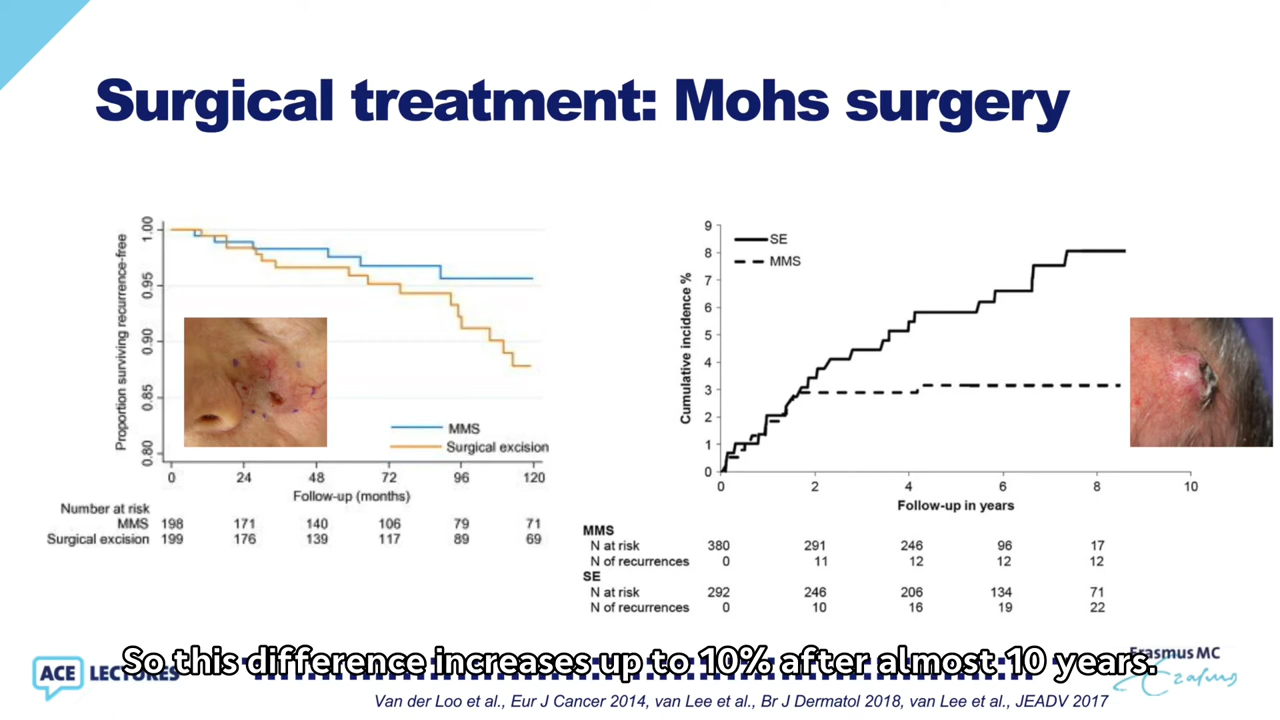 Surgical treatment: Mohs surgery
Proportion surviving recurrence-free
1.00
0.95
0.90
0.85
0.80
MMS
Surgical excision
0 24 48 72 96 120
Follow-up (months)
Number at risk
MMS 198 171 140 106 79 71
Surgical excision 199 176 139 117 89 69
Cumulative incidence %
9
8
7
6
5
4
3
2
1
0
SE
MMS
0 2 4 6 8 10
Follow-up in years
MMS
N at risk 380 291 246 96 17
N of recurrences 0 11 12 12 12
SE
N at risk 292 246 206 134 71
N of recurrences 0 10 16 19 22
So this difference increases up to 10% after almost 10 years.
ACE LECTURES
Erasmus MC
Erasmus
Van der Loo et al., Eur J Cancer 2014, van Lee et al., Br J Dermatol 2018, van Lee et al., JEADV 2017